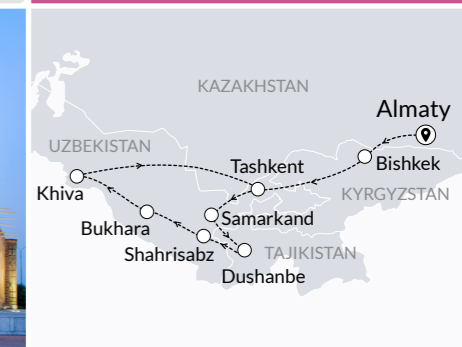 KAZAKHSTAN
Almaty
UZBEKISTAN
Tashkent
Bishkek
Khiva
KYRGYZSTAN
Bukhara
Samarkand
Shahrisabz
TAJIKISTAN
Dushanbe